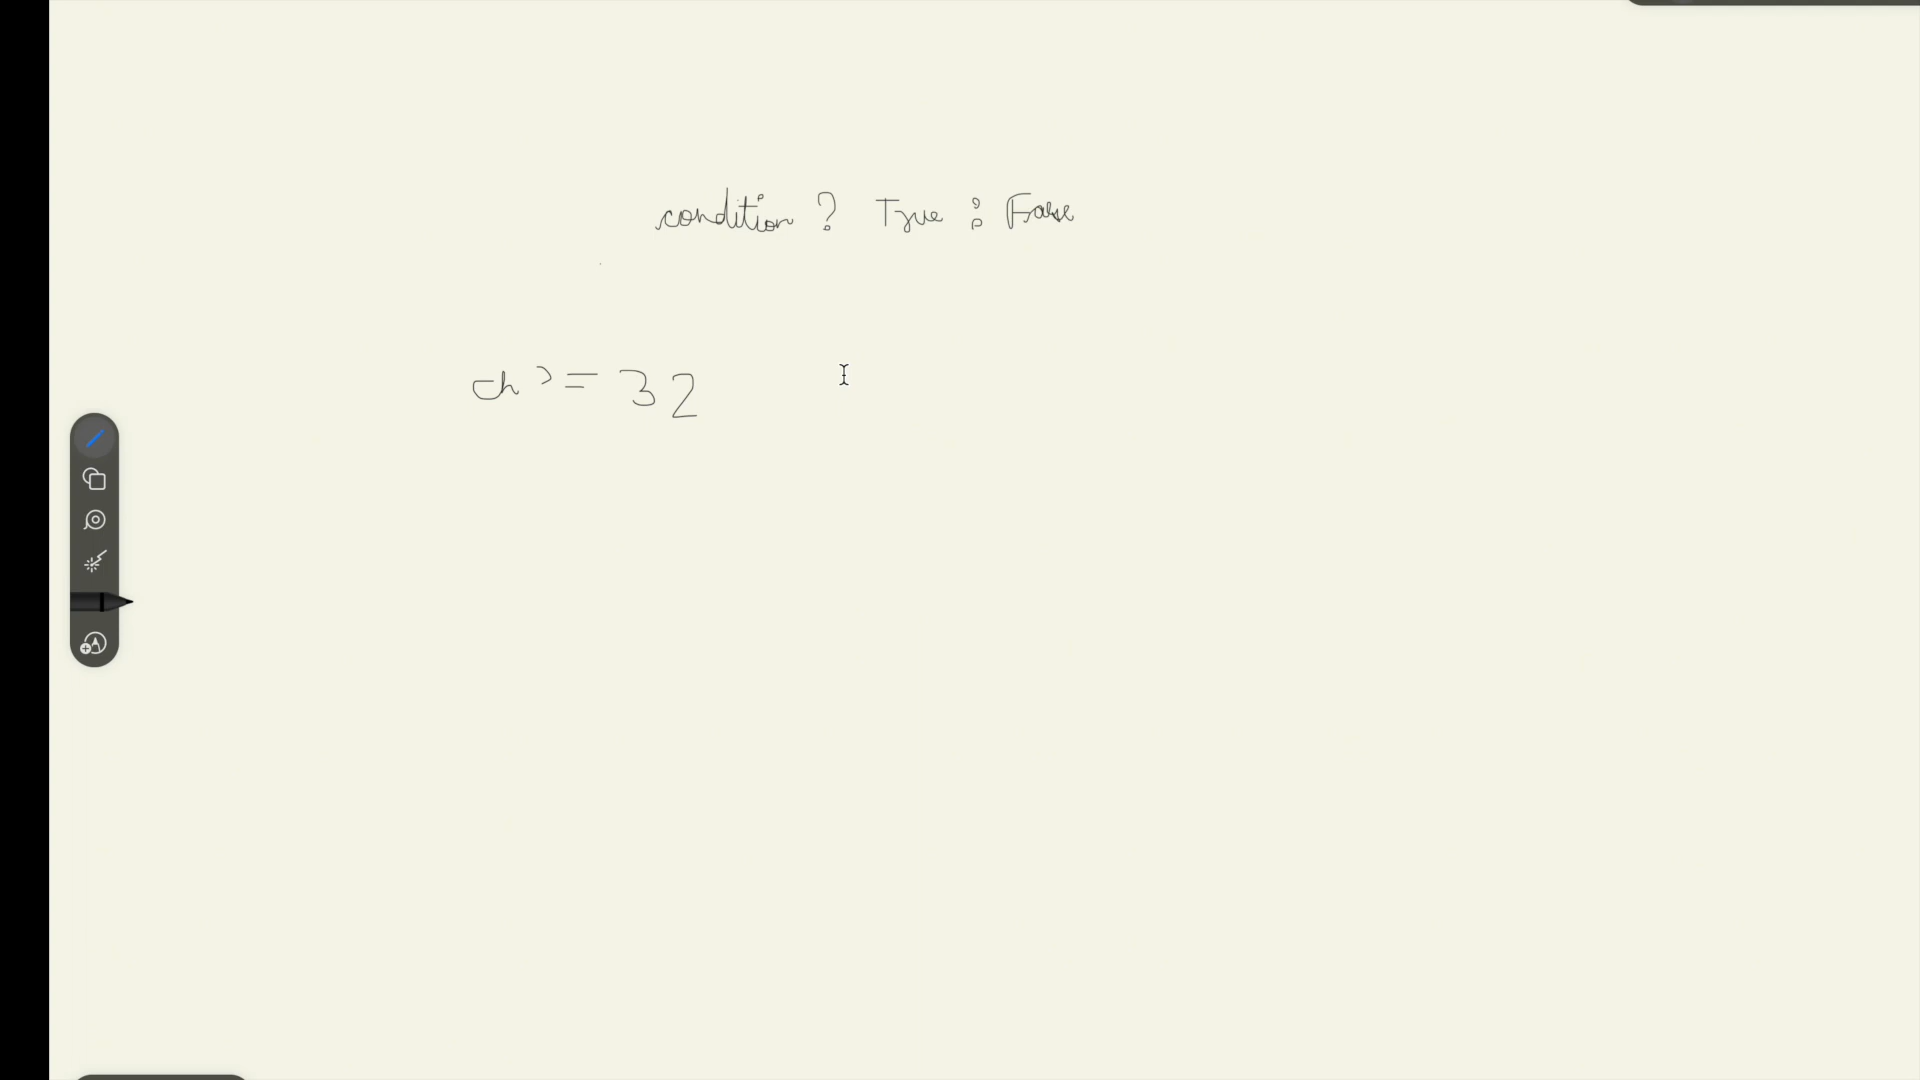 condition ? True : False
ch >= 32